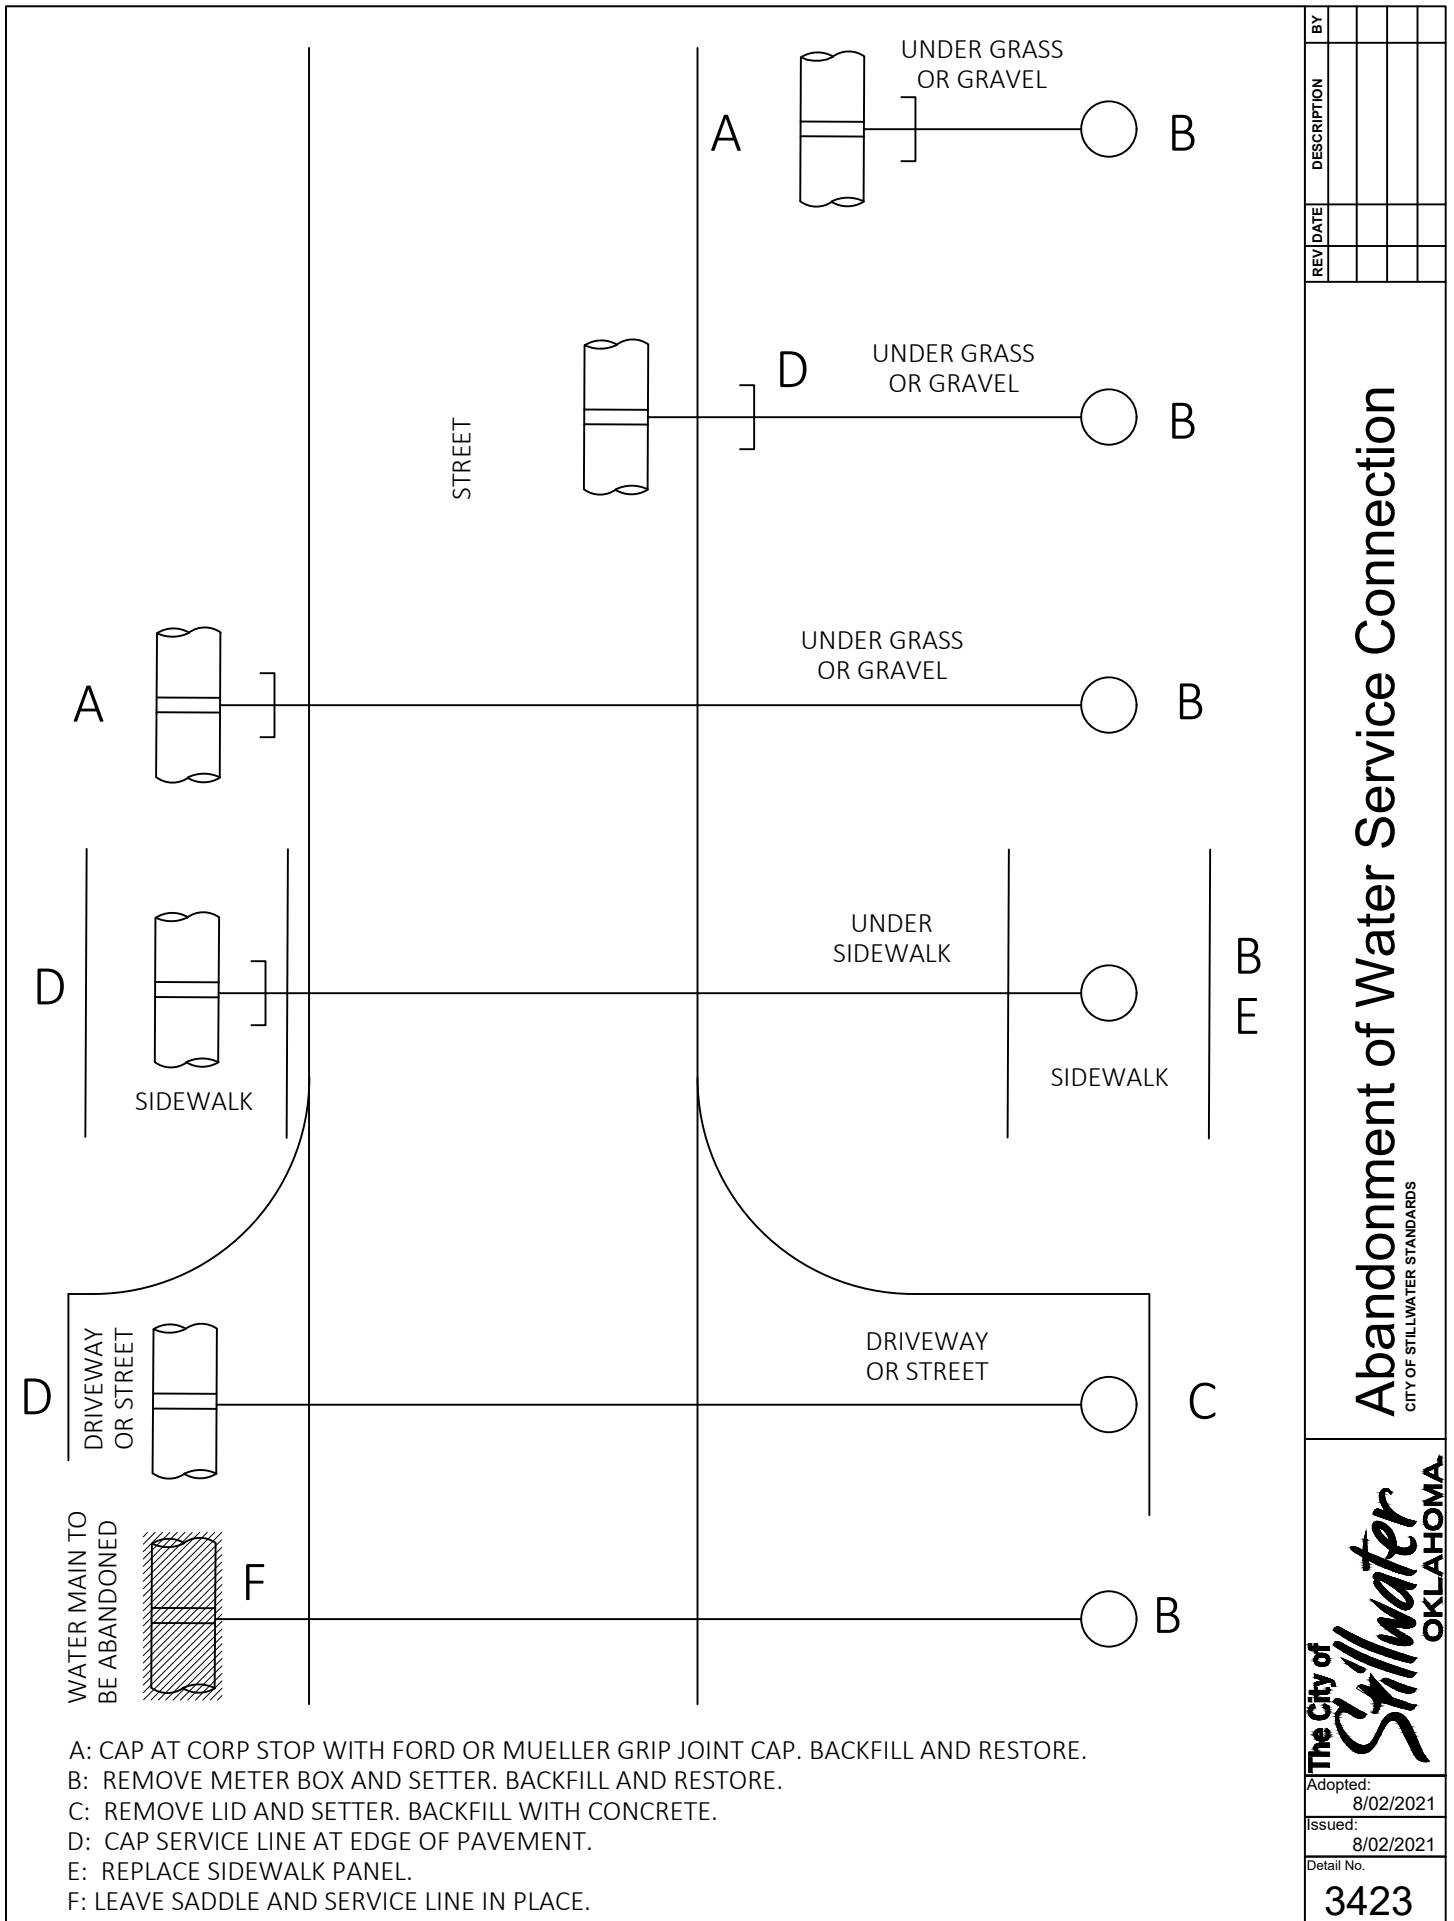 UNDER GRASS
OR GRAVEL
A
B
UNDER GRASS
OR GRAVEL
D
B
STREET
UNDER GRASS
OR GRAVEL
A
B
UNDER
SIDEWALK
D
B
E
SIDEWALK
SIDEWALK
DRIVEWAY
OR STREET
D
DRIVEWAY
OR STREET
C
WATER MAIN TO
BE ABANDONED
F
B
A: CAP AT CORP STOP WITH FORD OR MUELLER GRIP JOINT CAP. BACKFILL AND RESTORE.
B: REMOVE METER BOX AND SETTER. BACKFILL AND RESTORE.
C: REMOVE LID AND SETTER. BACKFILL WITH CONCRETE.
D: CAP SERVICE LINE AT EDGE OF PAVEMENT.
E: REPLACE SIDEWALK PANEL.
F: LEAVE SADDLE AND SERVICE LINE IN PLACE.
REV DATE DESCRIPTION BY
Abandonment of Water Service Connection
CITY OF STILLWATER STANDARDS
The City of
Stillwater
OKLAHOMA
Adopted:
8/02/2021
Issued:
8/02/2021
Detail No.
3423